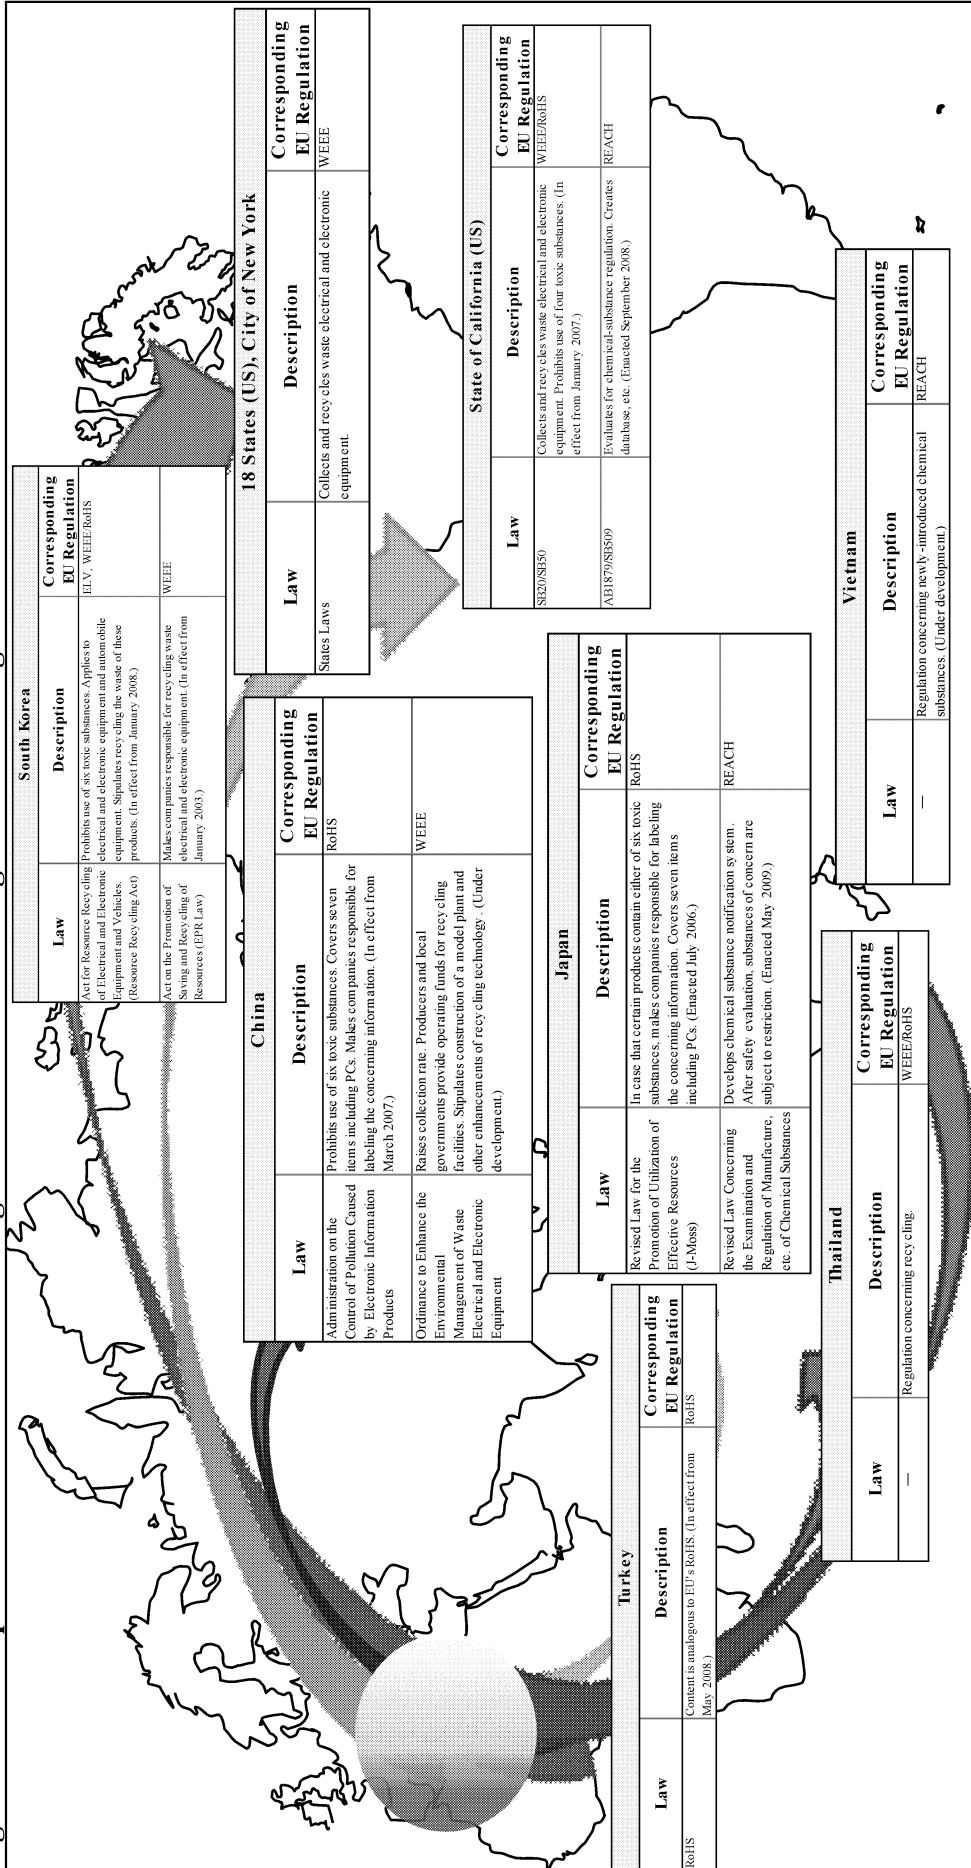 South Korea
Law
Description
Corresponding
EU Regulation
Act for Resource Recycling
of Electrical and Electronic
Equipment and Vehicles.
(Resource Recycling Act)
Prohibits use of six toxic substances. Applies to
electrical and electronic equipment and automobile
equipment. Stipulates recycling the waste of these
products. (In effect from January 2008.)
ELV, WEEE/RoHS
Act on the Promotion of
Saving and Recycling of
Resources (EPR Law)
Makes companies responsible for recycling waste
electrical and electronic equipment. (In effect from
January 2003.)
WEEE
18 States (US), City of New York
Law
Description
Corresponding
EU Regulation
States Laws
Collects and recycles waste electrical and electronic
equipment.
WEEE
China
Law
Description
Corresponding
EU Regulation
Administration on the
Control of Pollution Caused
by Electronic Information
Products
Prohibits use of six toxic substances. Covers seven
items including PCs. Makes companies responsible for
labeling the concerning information. (In effect from
March 2007.)
RoHS
Ordinance to Enhance the
Environmental
Management of Waste
Electrical and Electronic
Equipment
Raises collection rate. Producers and local
governments provide operating funds for recycling
facilities. Stipulates construction of a model plant and
other enhancements of recycling technology. (Under
development.)
WEEE
State of California (US)
Law
Description
Corresponding
EU Regulation
SB20/SB50
Collects and recycles waste electrical and electronic
equipment. Prohibits use of four toxic substances. (In
effect from January 2007.)
WEEE/RoHS
AB1879/SB509
Evaluates for chemical-substance regulation. Creates
database, etc. (Enacted September 2008.)
REACH
Japan
Law
Description
Corresponding
EU Regulation
Revised Law for the
Promotion of Utilization of
Effective Resources
(J-Moss)
In case that certain products contain either of six toxic
substances, makes companies responsible for labeling
the concerning information. Covers seven items
including PCs. (Enacted July 2006.)
RoHS
Revised Law Concerning
the Examination and
Regulation of Manufacture,
etc. of Chemical Substances
Develops chemical substance notification system.
After safety evaluation, substances of concern are
subject to restriction. (Enacted May 2009.)
REACH
Turkey
Law
Description
Corresponding
EU Regulation
RoHS
Content is analogous to EU's RoHS. (In effect from
May 2008.)
RoHS
Thailand
Law
Description
Corresponding
EU Regulation
—
Regulation concerning recycling.
WEEE/RoHS
Vietnam
Law
Description
Corresponding
EU Regulation
—
Regulation concerning newly-introduced chemical
substances. (Under development.)
REACH